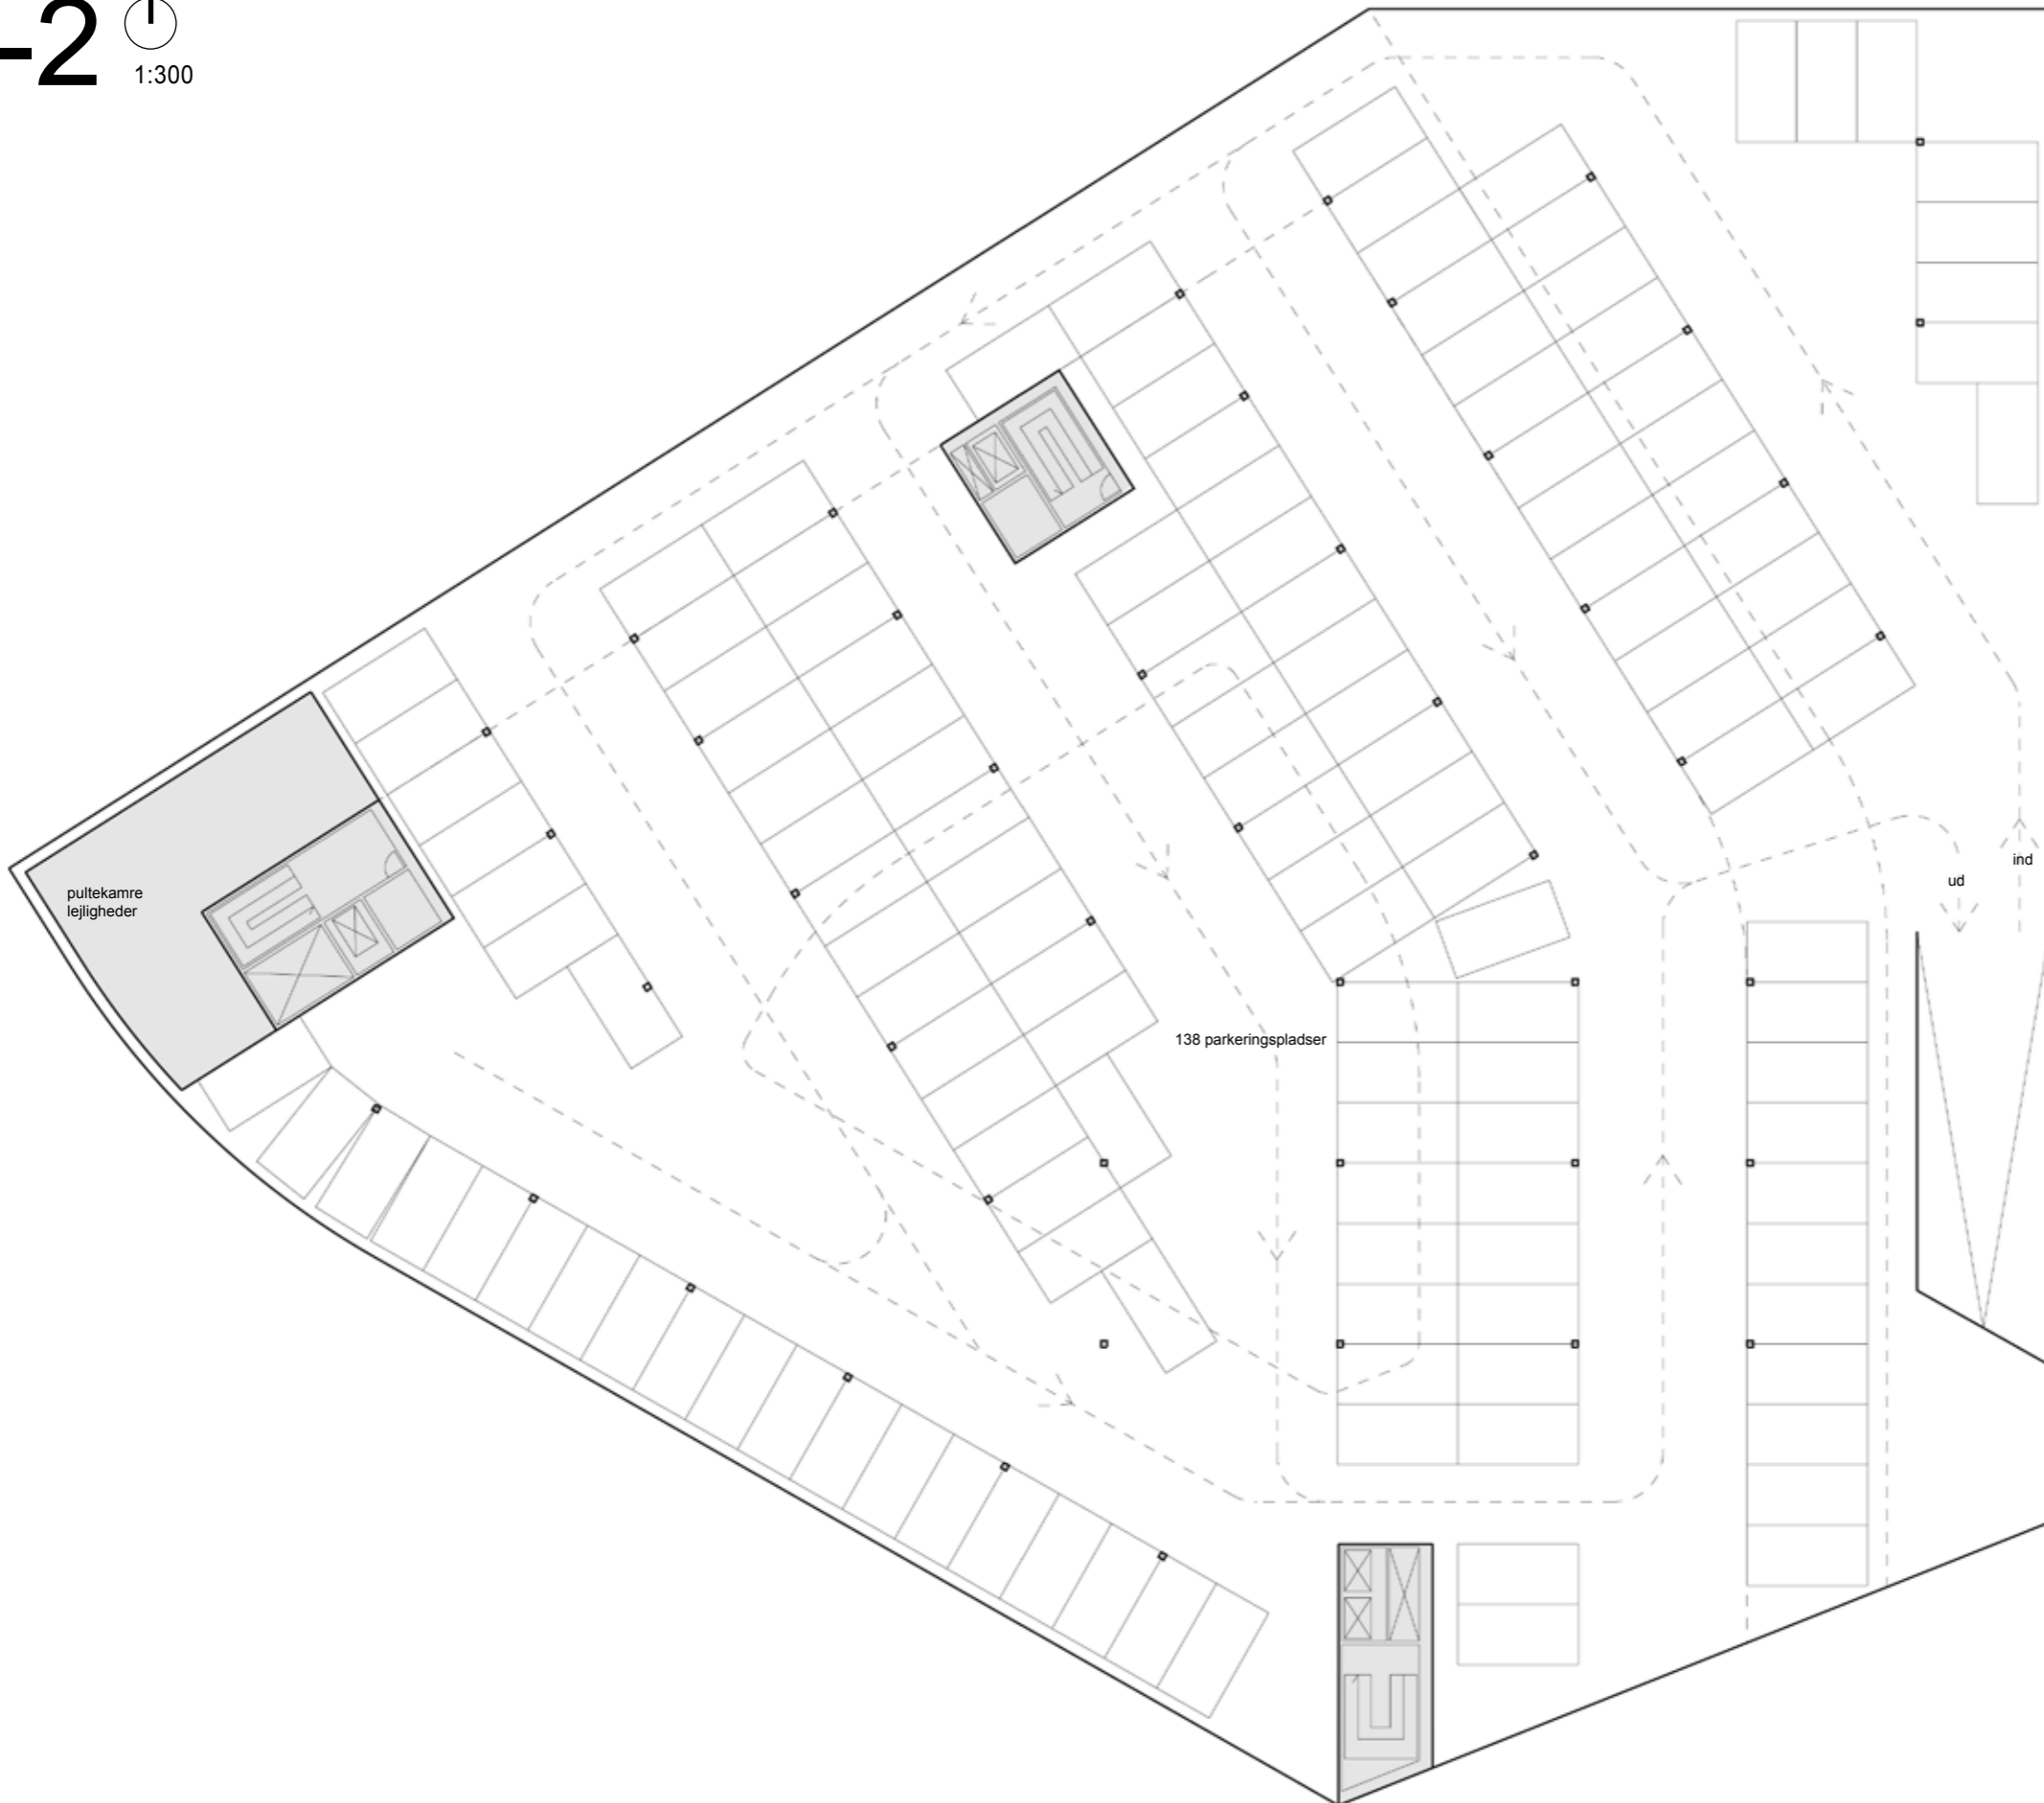 -2
1:300
pultekamre
lejligheder
138 parkeringspladser
ud
ind